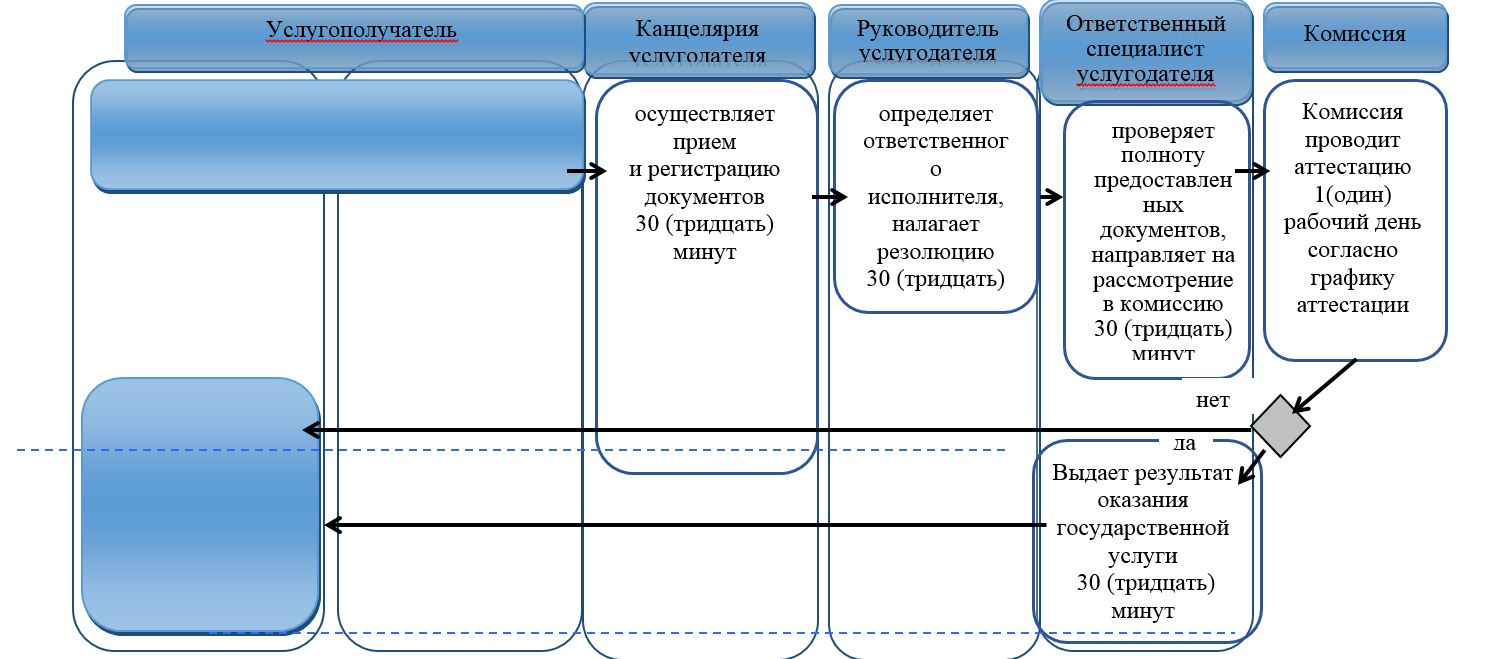 Услугополучатель
Канцелярия
услугодателя
Руководитель
услугодателя
Ответственный
специалист
услугодателя
Комиссия
осуществляет
прием
и регистрацию
документов
30 (тридцать)
минут
определяет
ответственног
о
исполнителя,
налагает
резолюцию
30 (тридцать)
проверяет
полноту
предоставлен
ных
документов,
направляет на
рассмотрение
в комиссию
30 (тридцать)
минут
Комиссия
проводит
аттестацию
1(один)
рабочий день
согласно
графику
аттестации
нет
да
Выдает результат
оказания
государственной
услуги
30 (тридцать)
минут